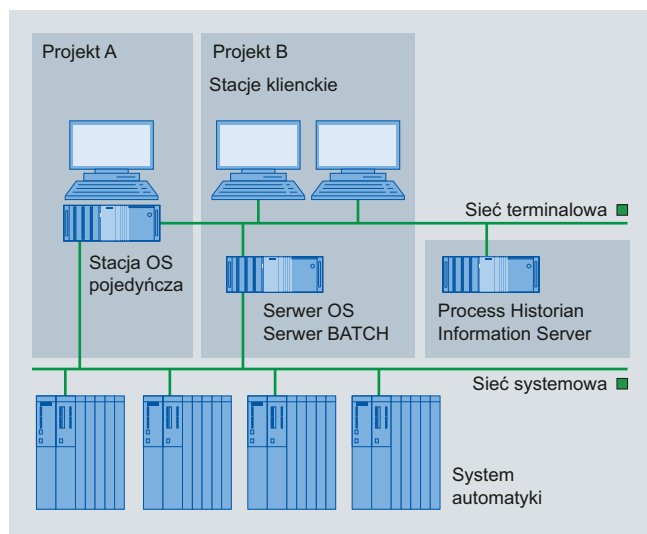 Projekt A
Projekt B
Stacje klienckie
Sieć terminalowa
Stacja OS
pojedyńcza
Serwer OS
Serwer BATCH
Process Historian
Information Server
Sieć systemowa
System
automatyki